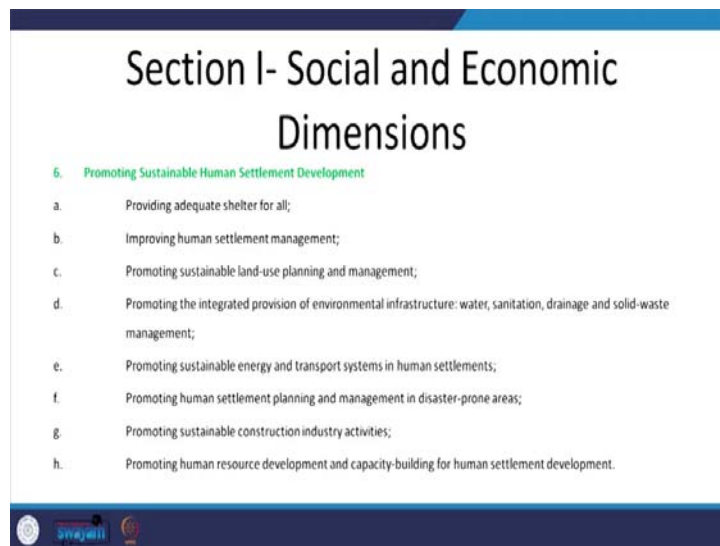 Section I- Social and Economic
Dimensions
6. Promoting Sustainable Human Settlement Development
a. Providing adequate shelter for all;
b. Improving human settlement management;
c. Promoting sustainable land-use planning and management;
d. Promoting the integrated provision of environmental infrastructure: water, sanitation, drainage and solid-waste
management;
e. Promoting sustainable energy and transport systems in human settlements;
f. Promoting human settlement planning and management in disaster-prone areas;
g. Promoting sustainable construction industry activities;
h. Promoting human resource development and capacity-building for human settlement development.
swayam